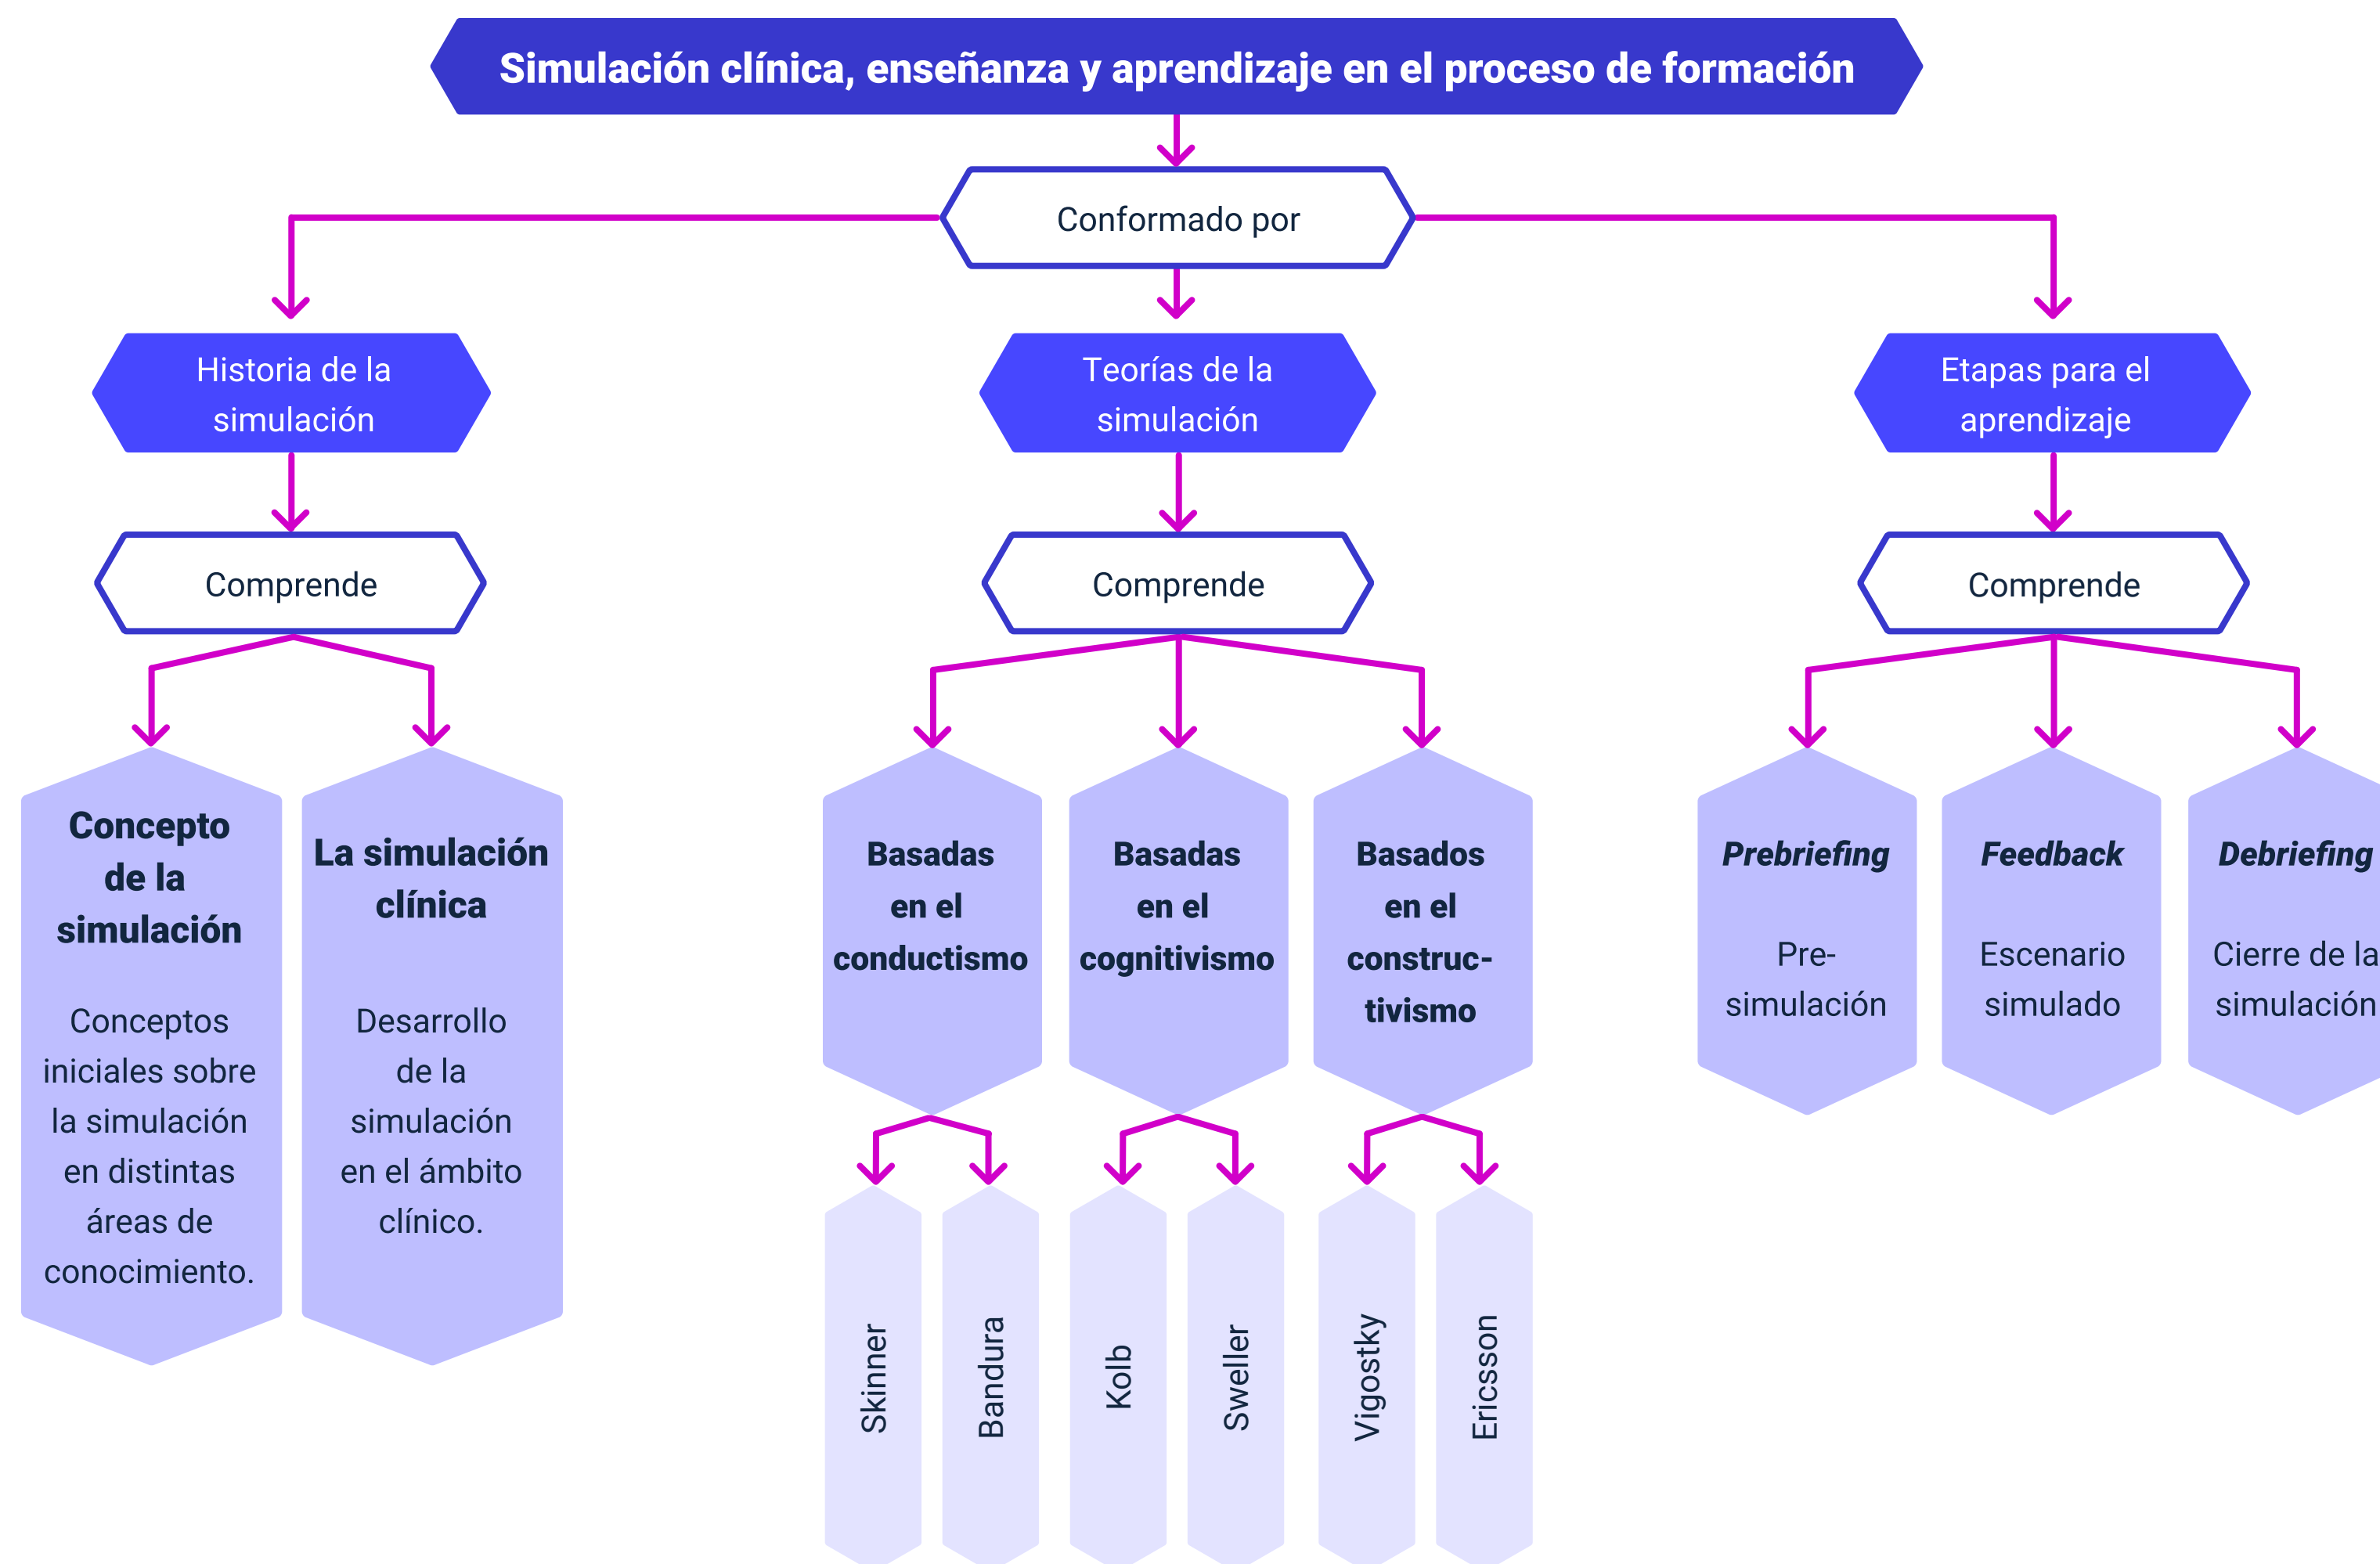 Simulación clínica, enseñanza y aprendizaje en el proceso de formación
Conformado por
Historia de la
simulación
Teorías de la
simulación
Etapas para el
aprendizaje
Comprende
Comprende
Comprende
Concepto
de la
simulación
Conceptos
iniciales sobre
la simulación
en distintas
áreas de
conocimiento.
La simulación
clínica
Desarrollo
de la
simulación
en el ámbito
clínico.
Basadas
en el
conductismo
Basadas
en el
cognitivismo
Basados
en el
construc-
tivismo
Prebriefing
Pre-
simulación
Feedback
Escenario
simulado
Debriefing
Cierre de la
simulación
Skinner
Bandura
Kolb
Sweller
Vigostky
Ericsson